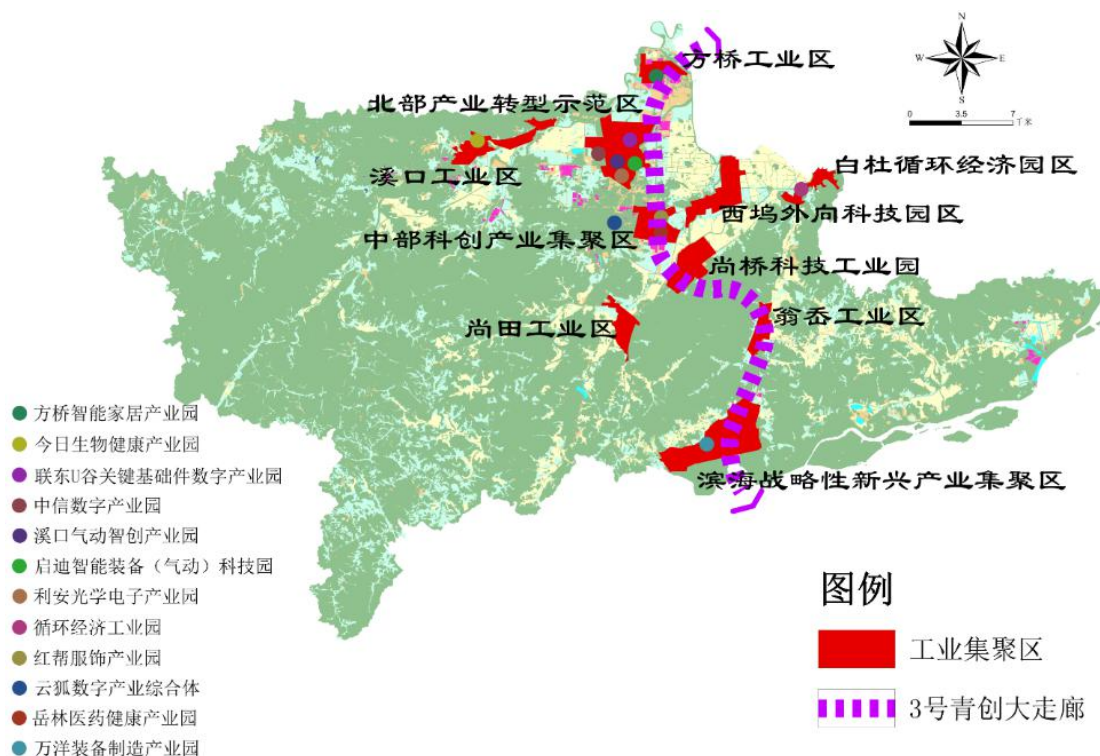 N
W
E
S
0
3.5
7
千米
方桥工业区
北部产业转型示范区
溪口工业区
白杜循环经济园区
西坞外向科技园区
中部科创产业集聚区
尚桥科技工业园
尚田工业区
翁岙工业区
滨海战略性新兴产业集聚区
方桥智能家居产业园
今日生物健康产业园
联东U谷关键基础件数字产业园
中信数字产业园
溪口气动智创产业园
启迪智能装备（气动）科技园
利安光学电子产业园
循环经济工业园
红帮服饰产业园
云狐数字产业综合体
岳林医药健康产业园
万洋装备制造产业园
图例
工业集聚区
3号青创大走廊